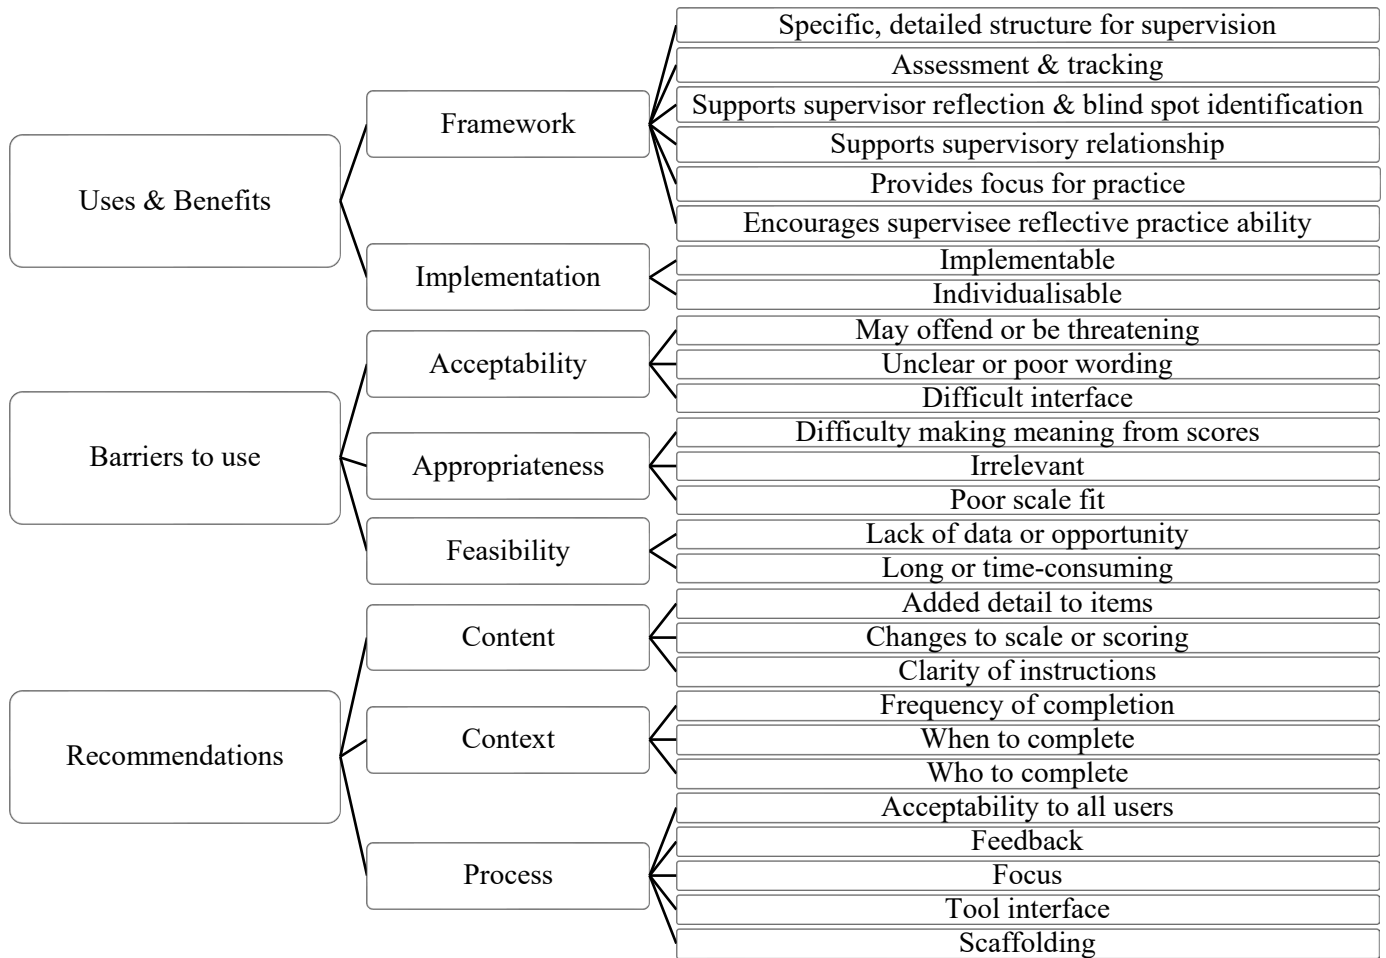 Uses & Benefits
Framework
Specific, detailed structure for supervision
Assessment & tracking
Supports supervisor reflection & blind spot identification
Supports supervisory relationship
Provides focus for practice
Encourages supervisee reflective practice ability
Implementation
Implementable
Individualisable
Barriers to use
Acceptability
May offend or be threatening
Unclear or poor wording
Difficult interface
Appropriateness
Difficulty making meaning from scores
Irrelevant
Poor scale fit
Feasibility
Lack of data or opportunity
Long or time-consuming
Recommendations
Content
Added detail to items
Changes to scale or scoring
Clarity of instructions
Context
Frequency of completion
When to complete
Who to complete
Process
Acceptability to all users
Feedback
Focus
Tool interface
Scaffolding